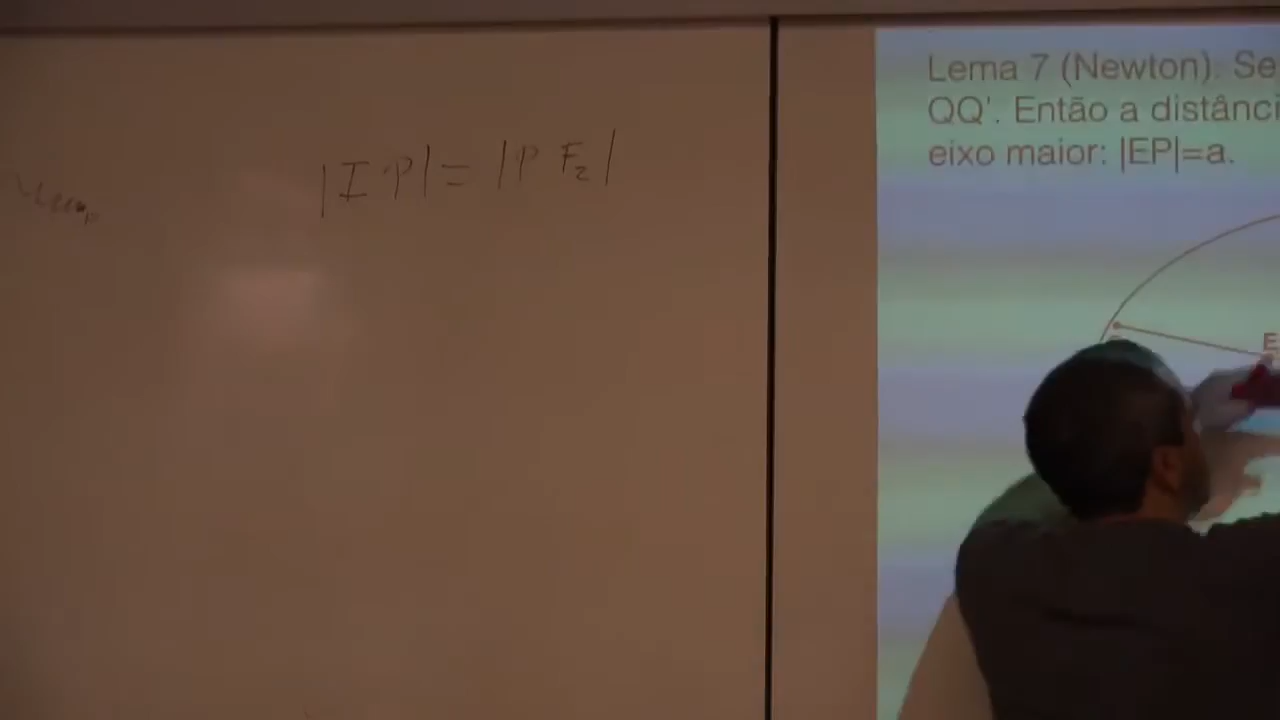 |IP| = |PF₂|
Lema 7 (Newton). Se
QQ'. Então a distânci
eixo maior: |EP|=a.
E